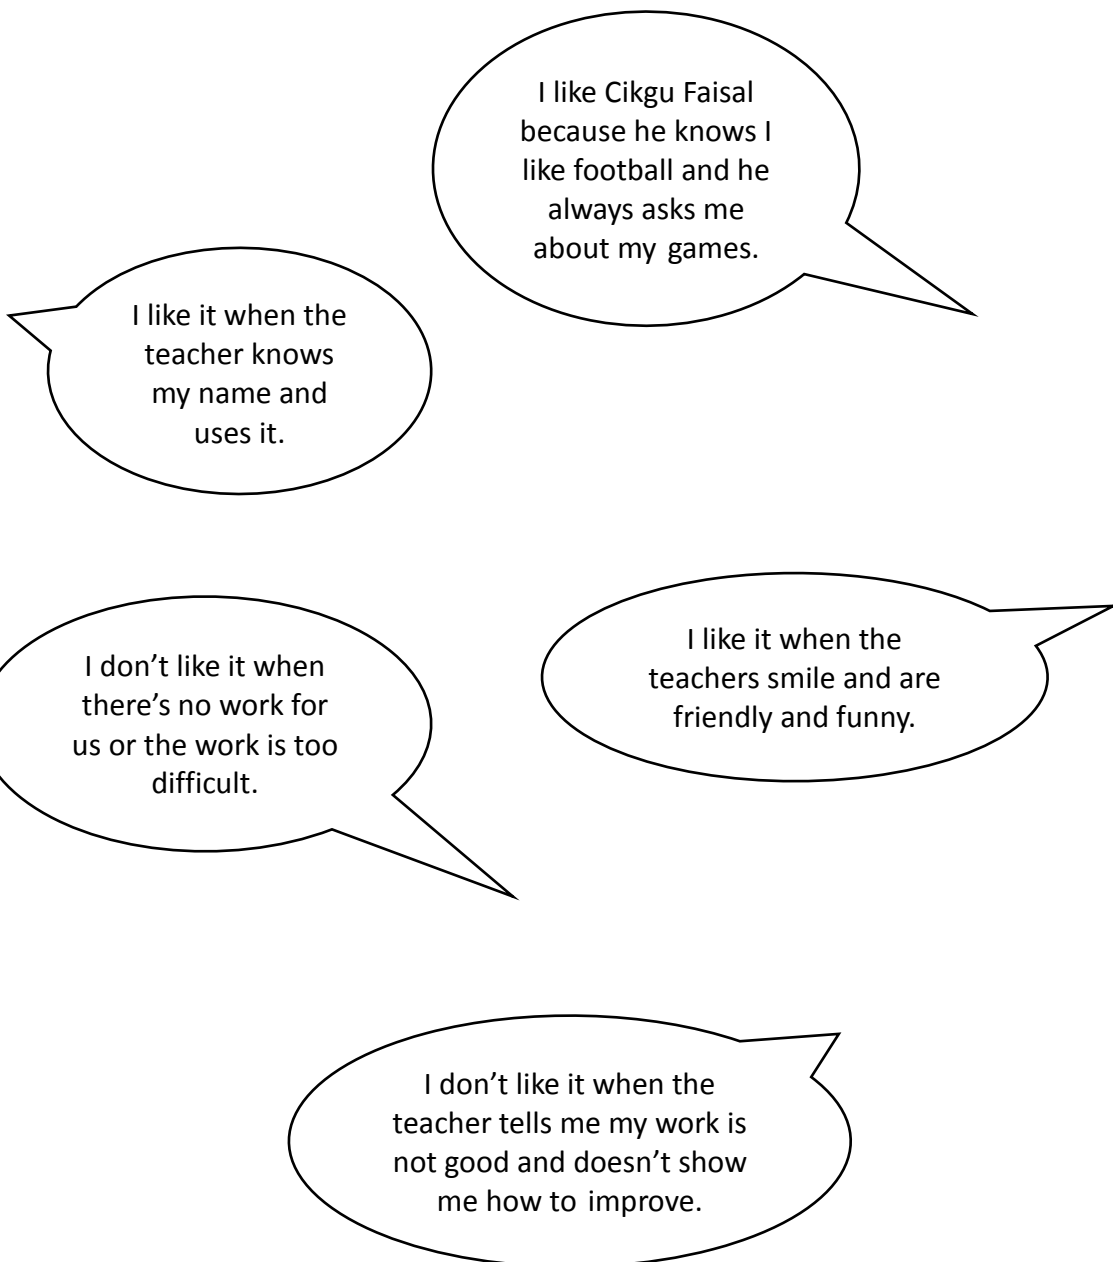 I like Cikgu Faisal
because he knows I
like football and he
always asks me
about my games.
I like it when the
teacher knows
my name and
uses it.
I don’t like it when
there’s no work for
us or the work is too
difficult.
I like it when the
teachers smile and are
friendly and funny.
I don’t like it when the
teacher tells me my work is
not good and doesn’t show
me how to improve.